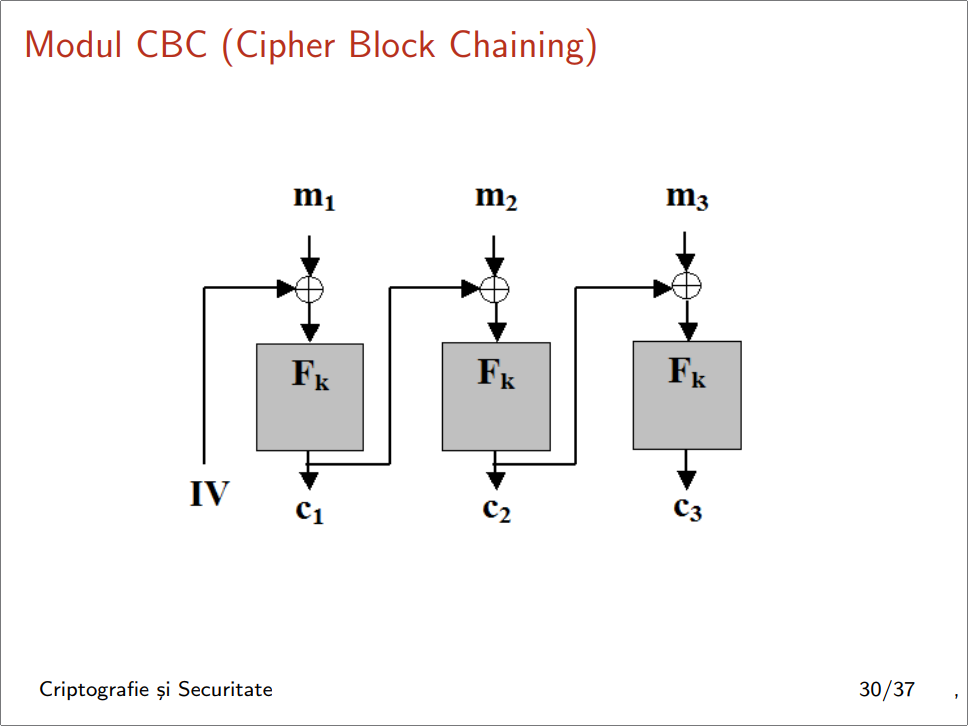 Modul CBC (Cipher Block Chaining)
m₁ m₂ m₃
Fₖ Fₖ Fₖ
IV
c₁ c₂ c₃
Criptografie și Securitate 30/37 ,